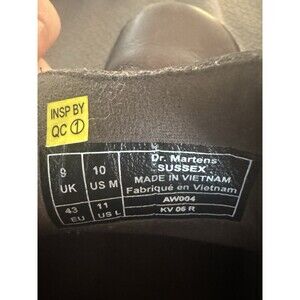 INSP BY
QC 1
9
UK
10
US M
43
EU
11
US L
Dr. Martens
SUSSEX
MADE IN VIETNAM
Fabriqué en Vietnam
AW004
KV 06 R